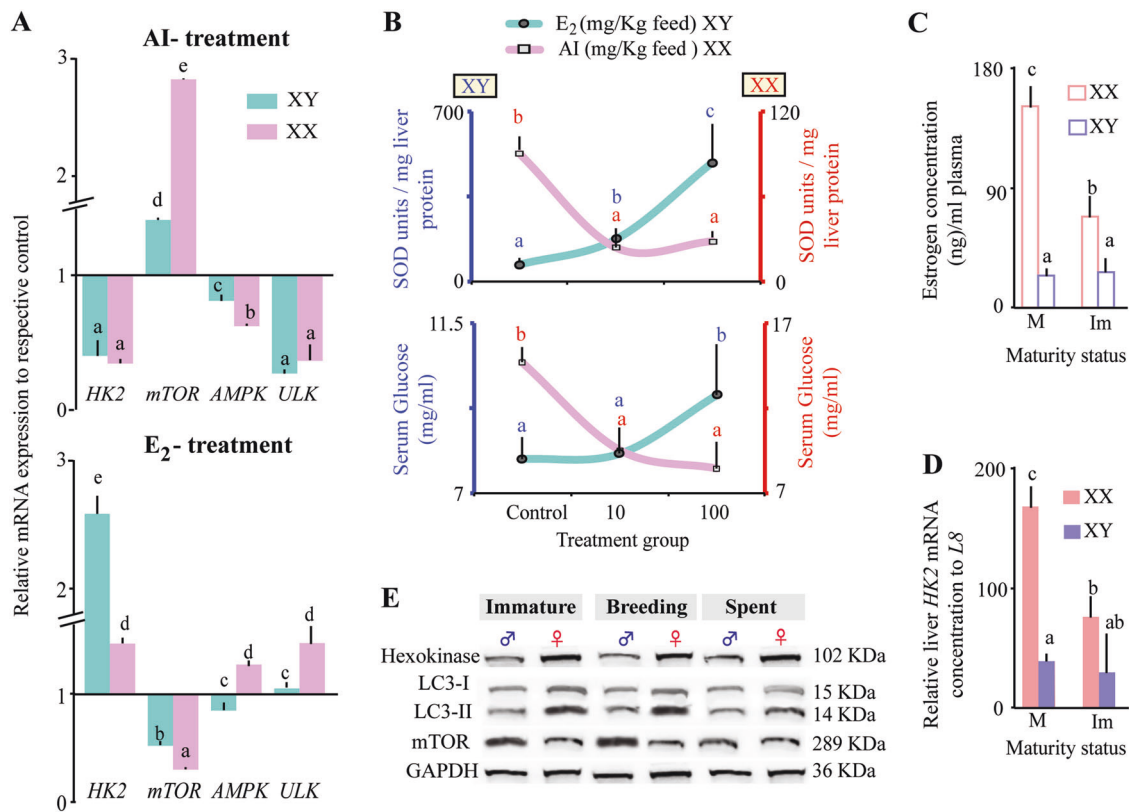 A
AI- treatment
3
e
XY
XX
2
d
1
c
b
a
a
a
a
0
HK2 mTOR AMPK ULK
E2- treatment
3
e
2
d
d
d
c
c
1
b
a
0
HK2 mTOR AMPK ULK
Relative mRNA expression to respective control
B
E2 (mg/Kg feed) XY
AI (mg/Kg feed ) XX
XY
XX
700
120
b
c
b
a
a
a
0
0
SOD units / mg liver
protein
SOD units / mg
liver protein
11.5
17
b
b
a
a
a
a
7
7
Serum Glucose
(mg/ml)
Serum Glucose
(mg/ml)
Control 10 100
Treatment group
C
180
c
XX
XY
90
b
a
a
0
M Im
Maturity status
Estrogen concentration
(ng)/ml plasma
D
200
c
XX
XY
100
b
ab
a
0
M Im
Maturity status
Relative liver HK2 mRNA
concentration to L8
E
Immature Breeding Spent
♂ ♀ ♂ ♀ ♂ ♀
Hexokinase 102 KDa
LC3-I 15 KDa
LC3-II 14 KDa
mTOR 289 KDa
GAPDH 36 KDa